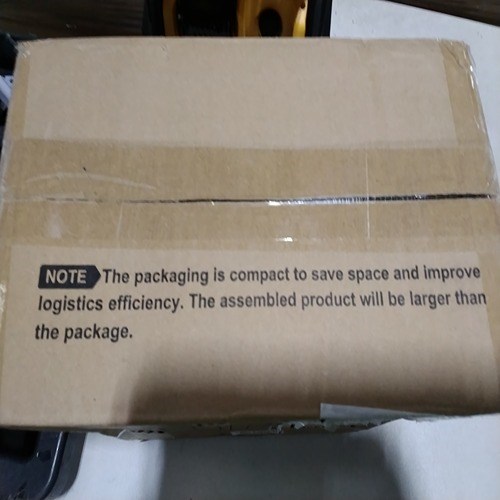 NOTE The packaging is compact to save space and improve
logistics efficiency. The assembled product will be larger than
the package.